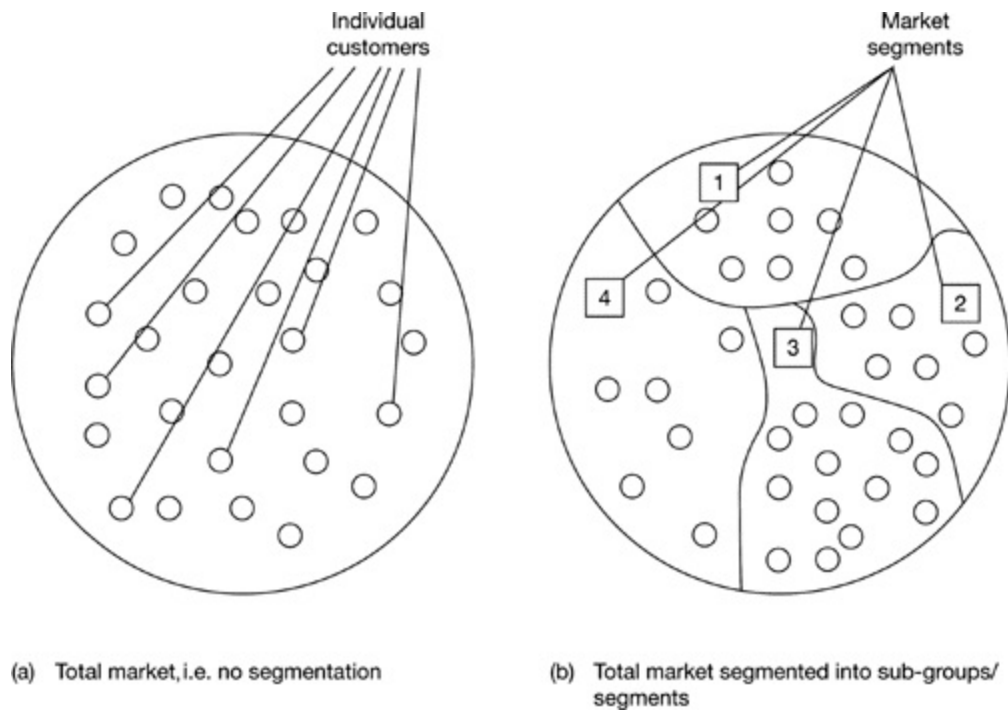 Individual
customers
Market
segments
1
4
2
3
(a) Total market, i.e. no segmentation
(b) Total market segmented into sub-groups/
segments